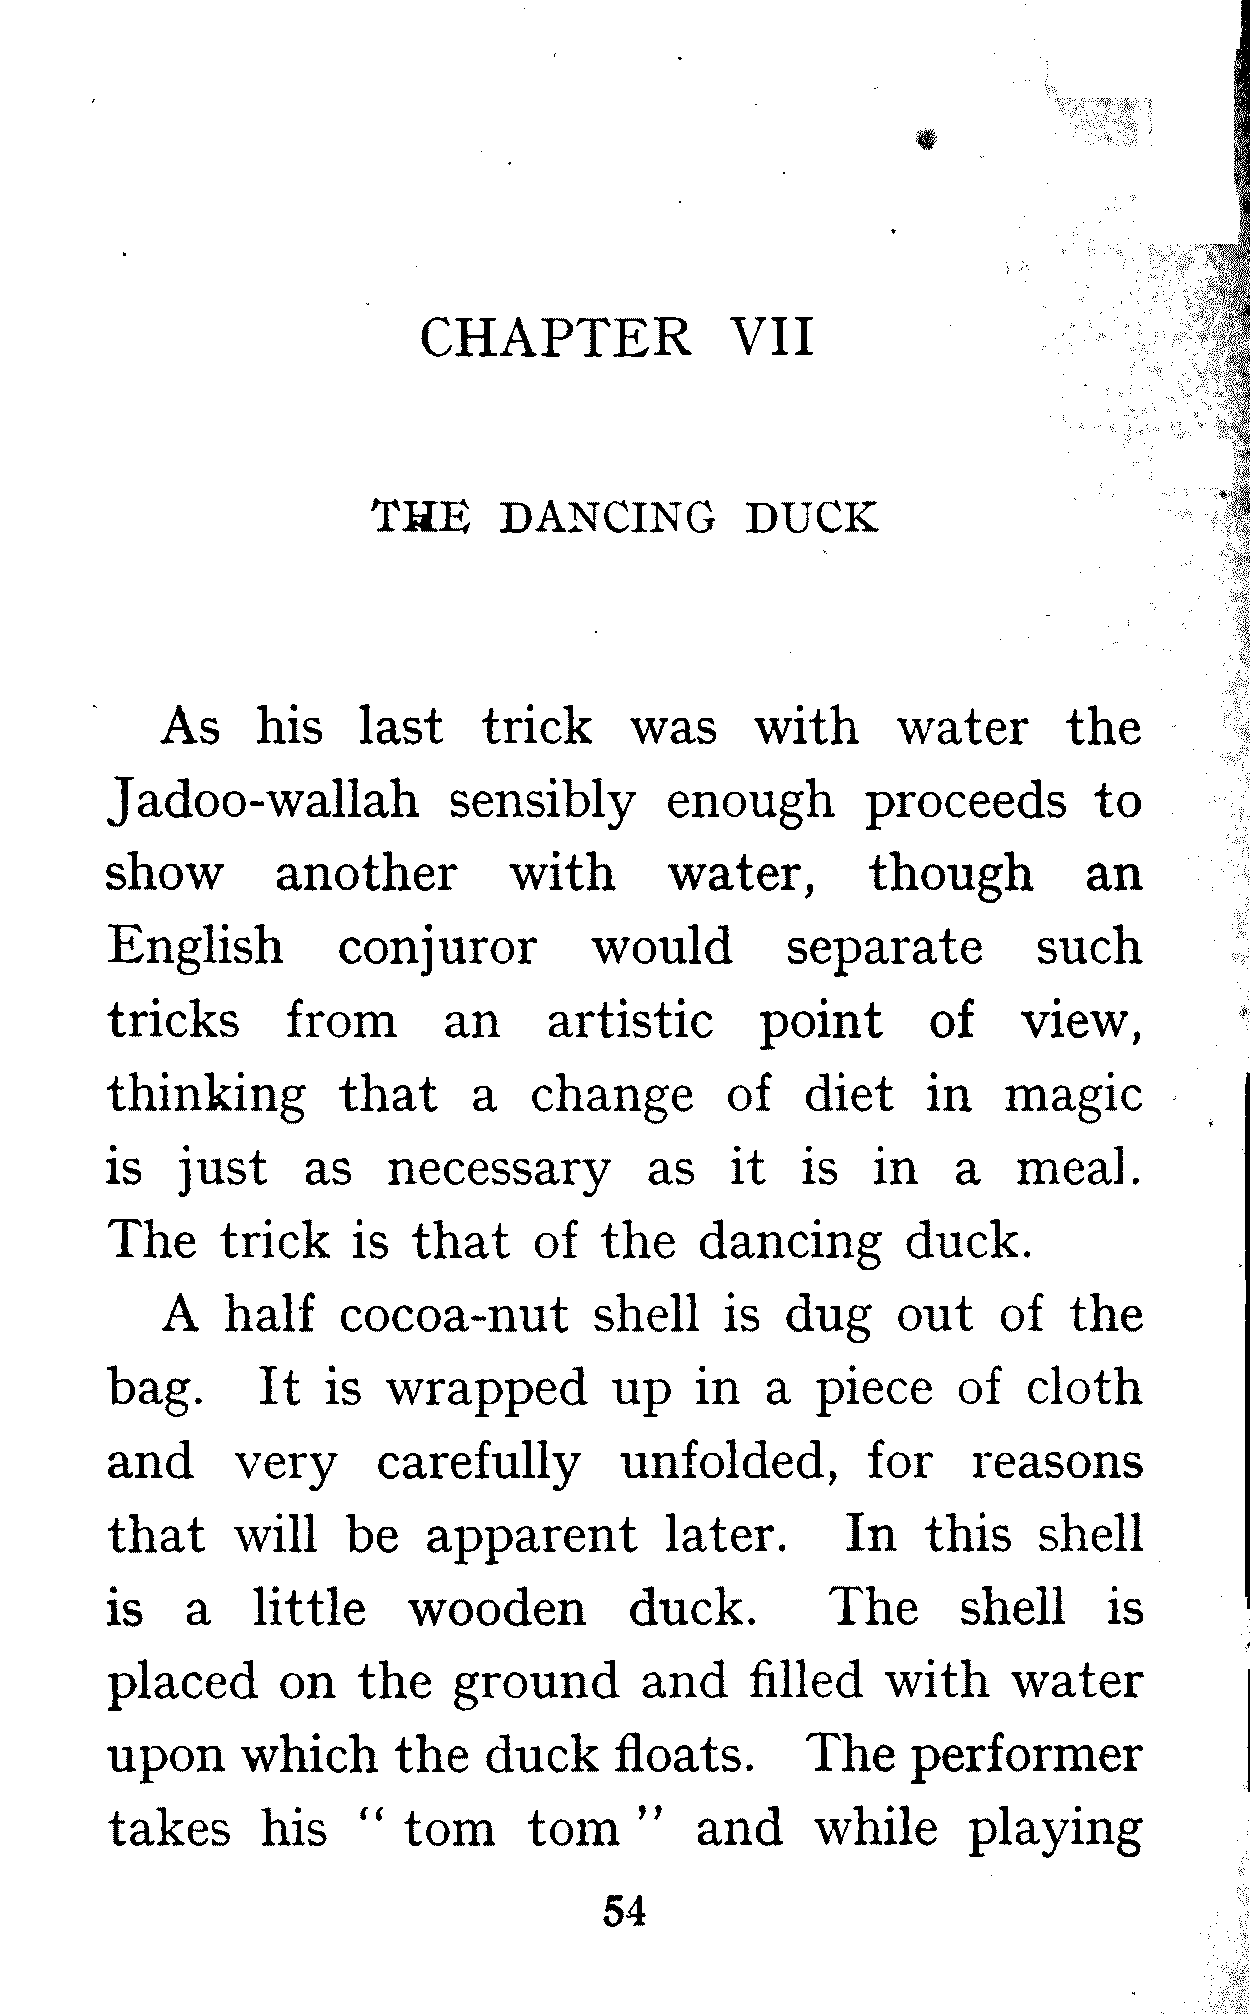 CHAPTER VII
THE DANCING DUCK
As his last trick was with water the
Jadoo-wallah sensibly enough proceeds to
show another with water, though an
English conjuror would separate such
tricks from an artistic point of view,
thinking that a change of diet in magic
is just as necessary as it is in a meal.
The trick is that of the dancing duck.
A half cocoa-nut shell is dug out of the
bag. It is wrapped up in a piece of cloth
and very carefully unfolded, for reasons
that will be apparent later. In this shell
is a little wooden duck. The shell is
placed on the ground and filled with water
upon which the duck floats. The performer
takes his “ tom tom ” and while playing
54